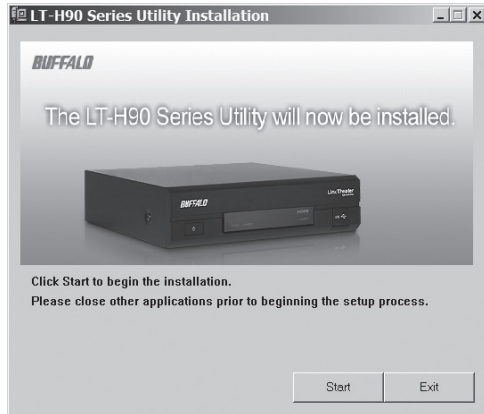 LT-H90 Series Utility Installation
BUFFALO
The LT-H90 Series Utility will now be installed.
BUFFALO
LinkTheater
Click Start to begin the installation.
Please close other applications prior to beginning the setup process.
Start
Exit